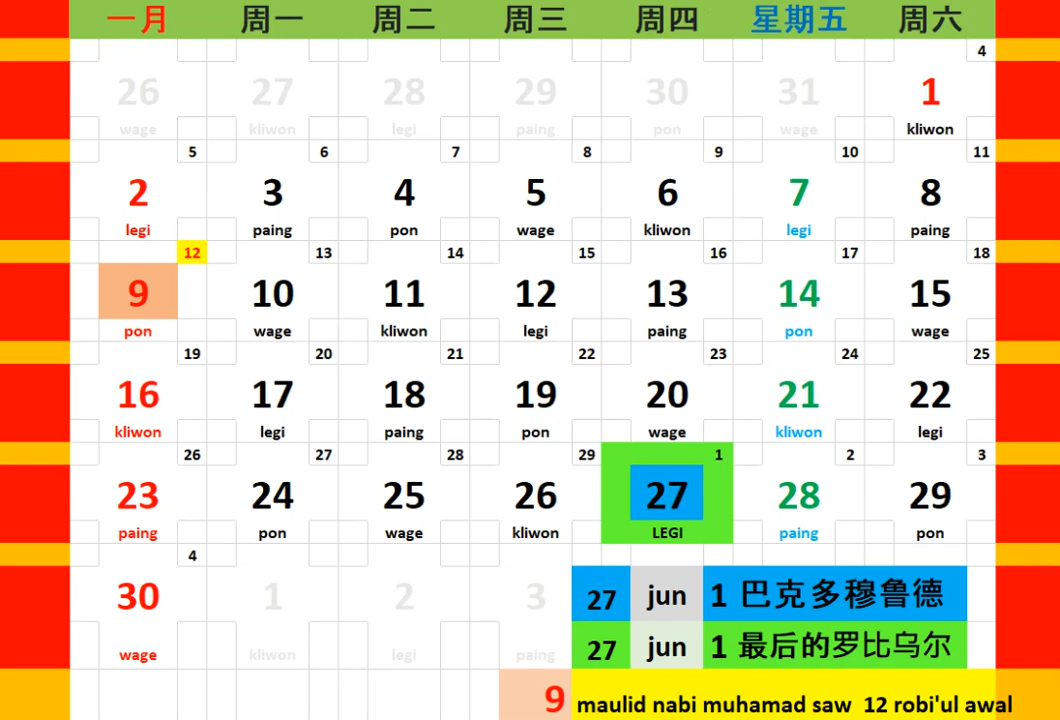 一月 周一 周二 周三 周四 星期五 周六
4
26 27 28 29 30 31 1
wage kliwon legi paing pon wage kliwon
5 6 7 8 9 10 11
2 3 4 5 6 7 8
legi paing pon wage kliwon legi paing
12 13 14 15 16 17 18
9 10 11 12 13 14 15
pon wage kliwon legi paing pon wage
19 20 21 22 23 24 25
16 17 18 19 20 21 22
kliwon legi paing pon wage kliwon legi
26 27 28 29 1 2 3
23 24 25 26 27 28 29
paing pon wage kliwon LEGI paing pon
4
30 1 2 3 27 jun 1 巴克多穆鲁德
wage kliwon legi paing 27 jun 1 最后的罗比乌尔
9 maulid nabi muhamad saw 12 robi'ul awal